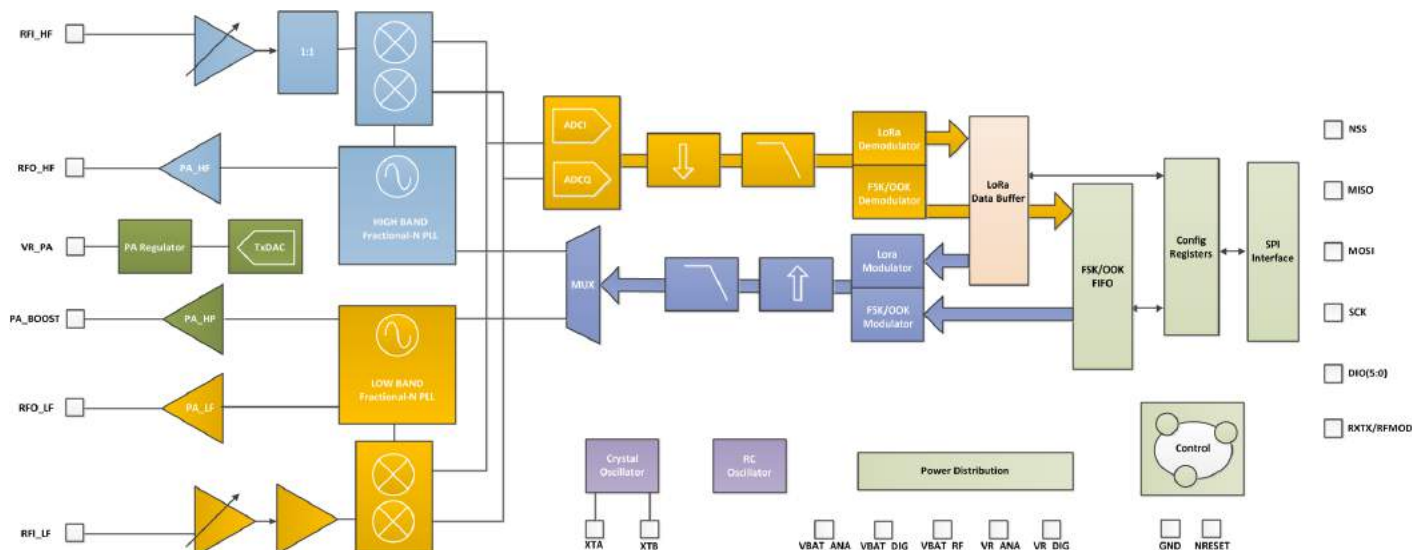 RFI_HF
1:1
RFO_HF
PA_HF
HIGH BAND
Fractional-N PLL
VR_PA
PA Regulator
TxDAC
PA_BOOST
PA_HF
LOW BAND
Fractional-N PLL
RFO_LF
PA_LF
RFI_LF
ADCI
ADCQ
LoRa
Demodulator
FSK/OOK
Demodulator
LoRa
Data Buffer
MUX
Lora
Modulator
FSK/OOK
Modulator
FSK/OOK
FIFO
Config
Registers
SPI
Interface
NSS
MISO
MOSI
SCK
DIO(5:0)
RXTX/RFMOD
Crystal
Oscillator
RC
Oscillator
Power Distribution
Control
XTA
XTB
VBAT_ANA
VBAT_DIG
VBAT_RF
VR_ANA
VR_DIG
GND
NRESET